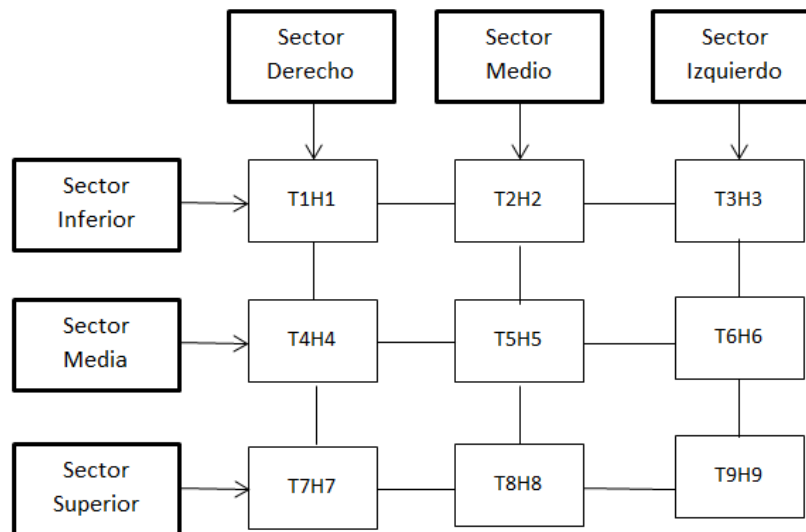 Sector
Derecho
Sector
Medio
Sector
Izquierdo
Sector
Inferior
T1H1
T2H2
T3H3
Sector
Media
T4H4
T5H5
T6H6
Sector
Superior
T7H7
T8H8
T9H9